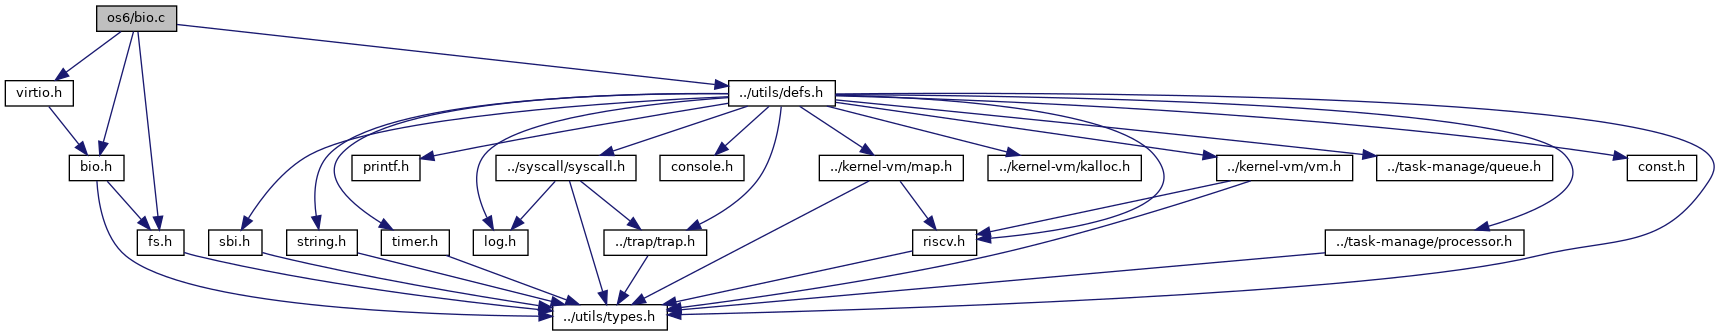 os6/bio.c
virtio.h
../utils/defs.h
bio.h
printf.h
../syscall/syscall.h
console.h
../kernel-vm/map.h
../kernel-vm/kalloc.h
../kernel-vm/vm.h
../task-manage/queue.h
const.h
fs.h
sbi.h
string.h
timer.h
log.h
../trap/trap.h
riscv.h
../task-manage/processor.h
../utils/types.h